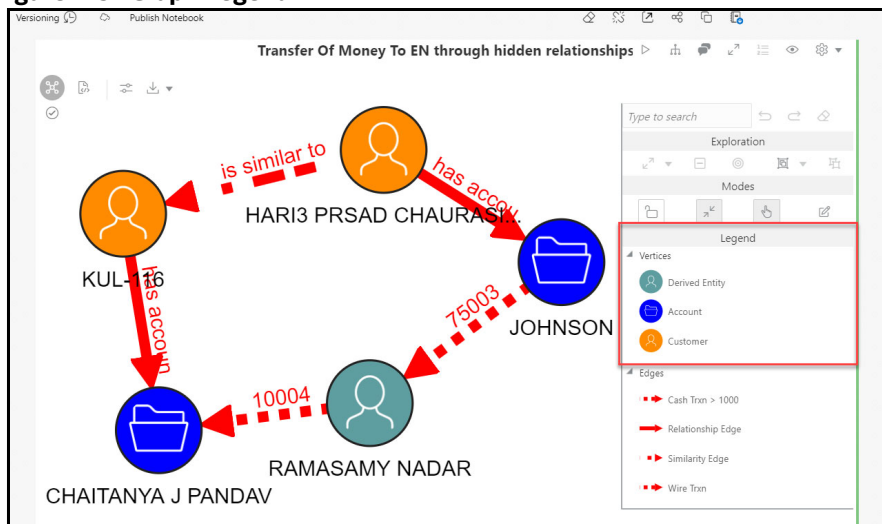 Versioning
Publish Notebook
Transfer Of Money To EN through hidden relationships
Type to search
Exploration
Modes
Legend
Vertices
Derived Entity
Account
Customer
Edges
Cash Trxn > 1000
Relationship Edge
Similarity Edge
Wire Trxn
is similar to
has accou
HARI3 PRSAD CHAURASI...
KUL-116
has accoun
JOHNSON
75003
10004
RAMASAMY NADAR
CHAITANYA J PANDAV